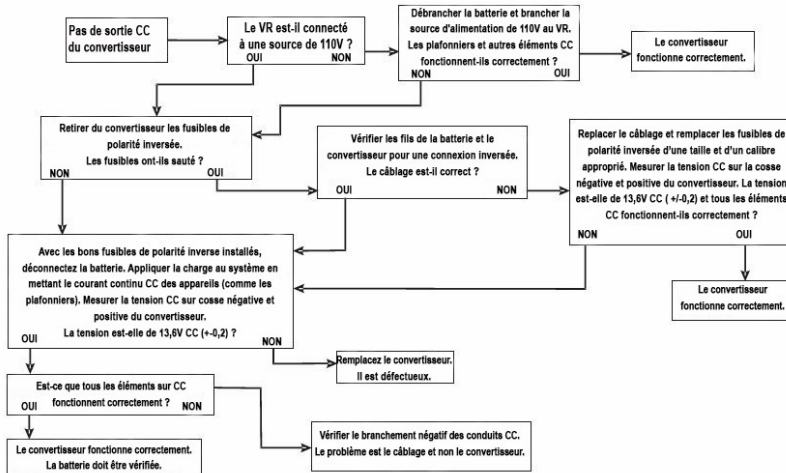 Pas de sortie CC
du convertisseur
Le VR est-il connecté
à une source de 110V ?
OUI NON
Débrancher la batterie et brancher la
source d'alimentation de 110V au VR.
Les plafonniers et autres éléments CC
fonctionnent-ils correctement ?
NON OUI
Le convertisseur
fonctionne correctement.
Retirer du convertisseur les fusibles de
polarité inversée.
Les fusibles ont-ils sauté ?
NON OUI
Vérifier les fils de la batterie et le
convertisseur pour une connexion inversée.
Le câblage est-il correct ?
OUI NON
Replacer le câblage et remplacer les fusibles de
polarité inversée d'une taille et d'un calibre
approprié. Mesurer la tension CC sur la cosse
négative et positive du convertisseur. La tension
est-elle de 13,6V CC ( +/-0,2) et tous les éléments
CC fonctionnent-ils correctement ?
NON OUI
Le convertisseur
fonctionne correctement.
Avec les bons fusibles de polarité inverse installés,
déconnectez la batterie. Appliquer la charge au système en
mettant le courant continu CC des appareils (comme les
plafonniers). Mesurer la tension CC sur cosse négative et
positive du convertisseur.
La tension est-elle de 13,6V CC (+-0,2) ?
OUI NON
Remplacez le convertisseur.
Il est défectueux.
Est-ce que tous les éléments sur CC
fonctionent correctement ?
OUI NON
Le convertisseur fonctionne correctement.
La batterie doit être vérifiée.
Vérifier le branchement négatif des conduits CC.
Le problème est le câblage et non le convertisseur.